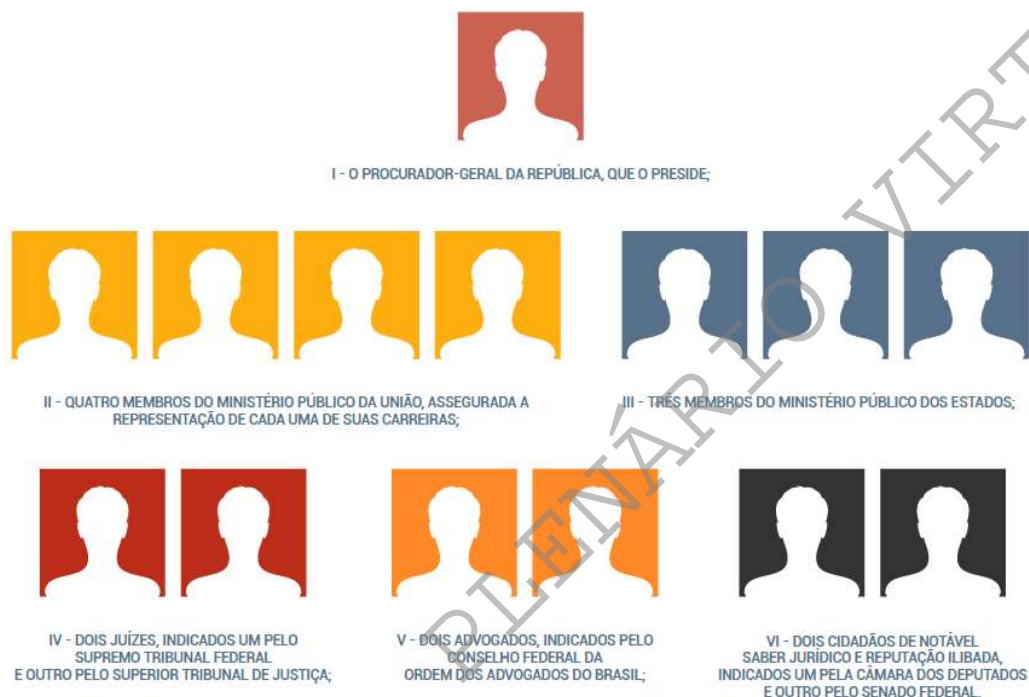 I - O PROCURADOR-GERAL DA REPÚBLICA, QUE O PRESIDE;
II - QUATRO MEMBROS DO MINISTÉRIO PÚBLICO DA UNIÃO, ASSEGURADA A
REPRESENTAÇÃO DE CADA UMA DE SUAS CARREIRAS;
III - TRÊS MEMBROS DO MINISTÉRIO PÚBLICO DOS ESTADOS;
IV - DOIS JUÍZES, INDICADOS UM PELO
SUPREMO TRIBUNAL FEDERAL
E OUTRO PELO SUPERIOR TRIBUNAL DE JUSTIÇA;
V - DOIS ADVOGADOS, INDICADOS PELO
CONSELHO FEDERAL DA
ORDEM DOS ADVOGADOS DO BRASIL;
VI - DOIS CIDADÃOS DE NOTÁVEL
SABER JURÍDICO E REPUTAÇÃO ILIBADA,
INDICADOS UM PELA CÂMARA DOS DEPUTADOS
E OUTRO PELO SENADO FEDERAL.
PLENÁRIO VIRT